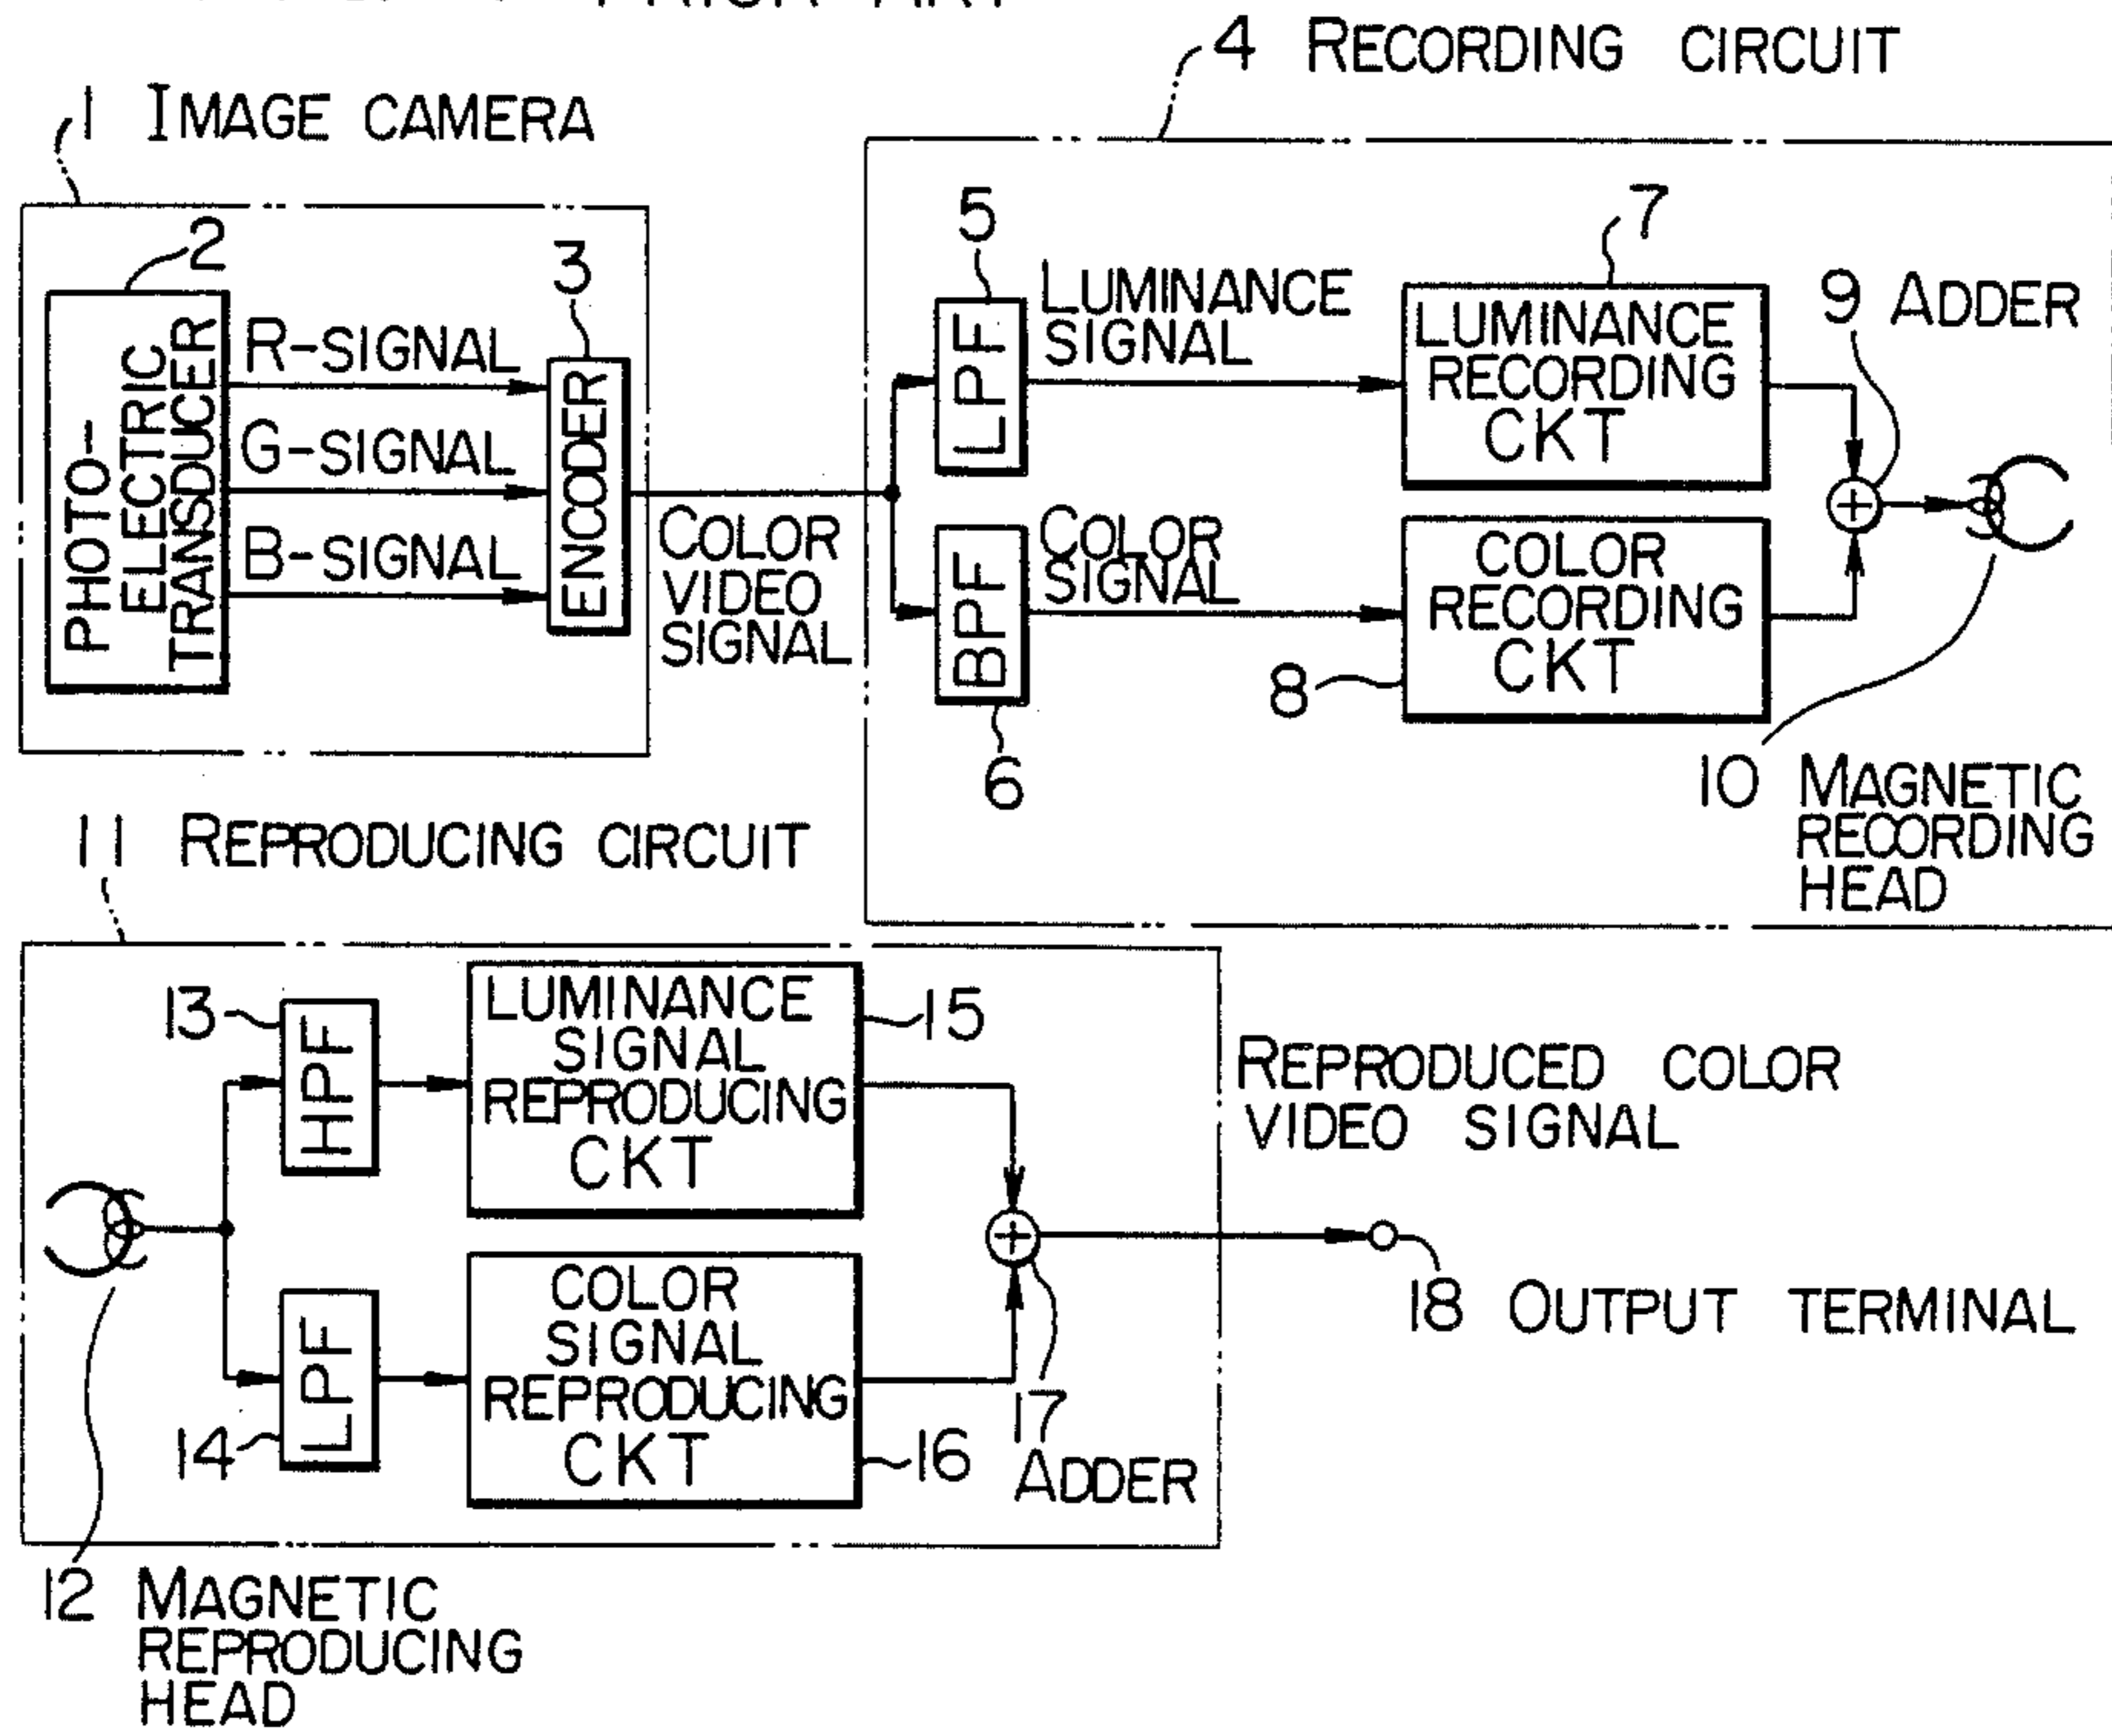 PRIOR ART
4 RECORDING CIRCUIT
1 IMAGE CAMERA
2
3
5
7
PHOTO-
ELECTRIC
TRANSDUCER
R-SIGNAL
G-SIGNAL
B-SIGNAL
ENCODER
COLOR
VIDEO
SIGNAL
LPF
LUMINANCE
SIGNAL
LUMINANCE
RECORDING
CKT
9 ADDER
BPF
COLOR
SIGNAL
COLOR
RECORDING
CKT
8
6
10 MAGNETIC
RECORDING
HEAD
11 REPRODUCING CIRCUIT
13
HPF
LUMINANCE
SIGNAL
REPRODUCING
CKT
15
REPRODUCED COLOR
VIDEO SIGNAL
14
LPF
COLOR
SIGNAL
REPRODUCING
CKT
16
17
ADDER
18 OUTPUT TERMINAL
12 MAGNETIC
REPRODUCING
HEAD